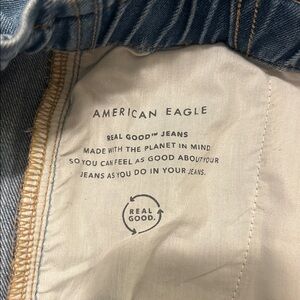 AMERICAN EAGLE
REAL GOOD™ JEANS
MADE WITH THE PLANET IN MIND
SO YOU CAN FEEL AS GOOD ABOUT YOUR
JEANS AS YOU DO IN YOUR JEANS.
REAL
GOOD.